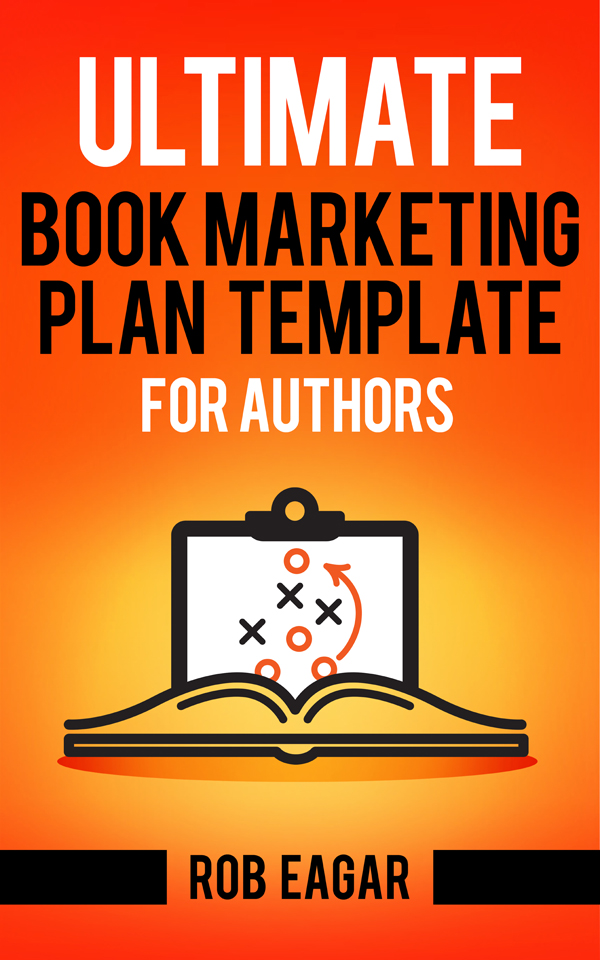 ULTIMATE
BOOK MARKETING
PLAN TEMPLATE
FOR AUTHORS
ROB EAGAR